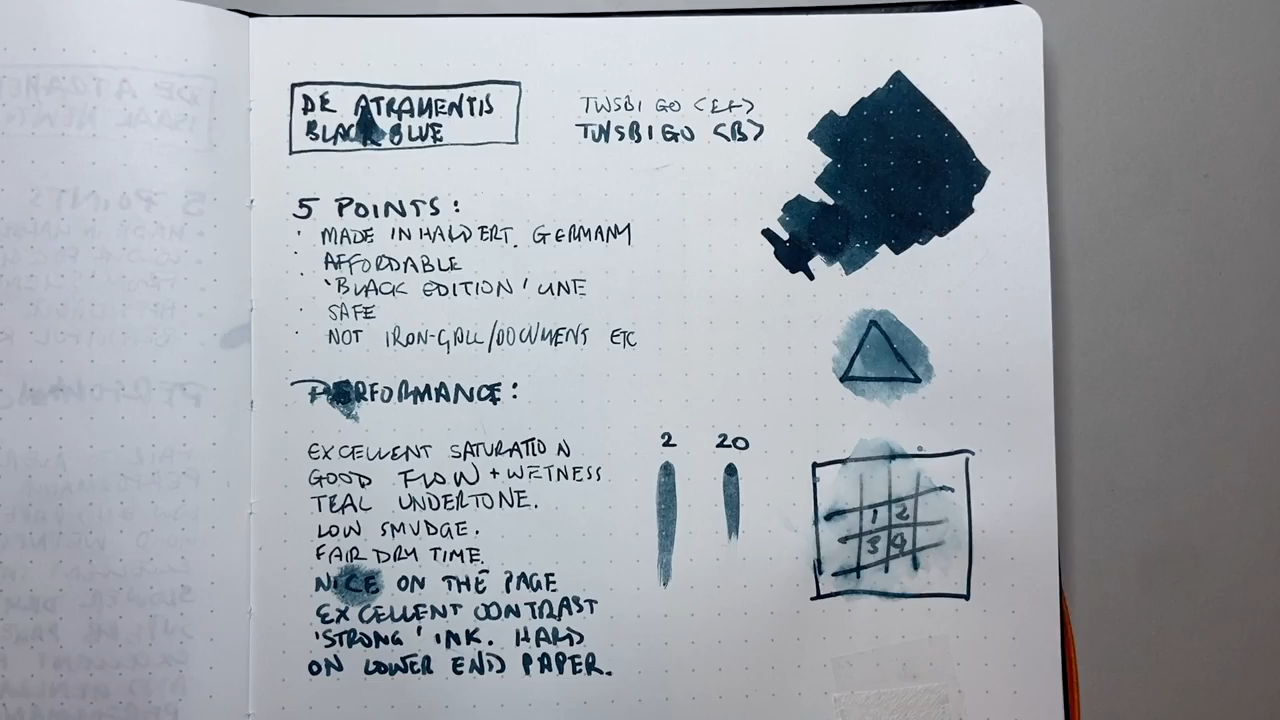 DE ATRAMENTIS
BLACK BLUE
TWSBI GO <EF>
TWSBI GO <B>
5 POINTS:
· MADE IN HALDERT. GERMANY
· AFFORDABLE
· 'BLACK EDITION' LINE
· SAFE
· NOT IRON-GALL/DOCUMENS ETC
PERFORMANCE:
EXCELLENT SATURATION
GOOD FLOW + WETNESS
TEAL UNDERTONE.
LOW SMUDGE.
FAIR DRY TIME.
NICE ON THE PAGE
EXCELLENT CONTRAST
'STRONG' INK. HARD
ON LOWER END PAPER.
2 20
1 2
3 4